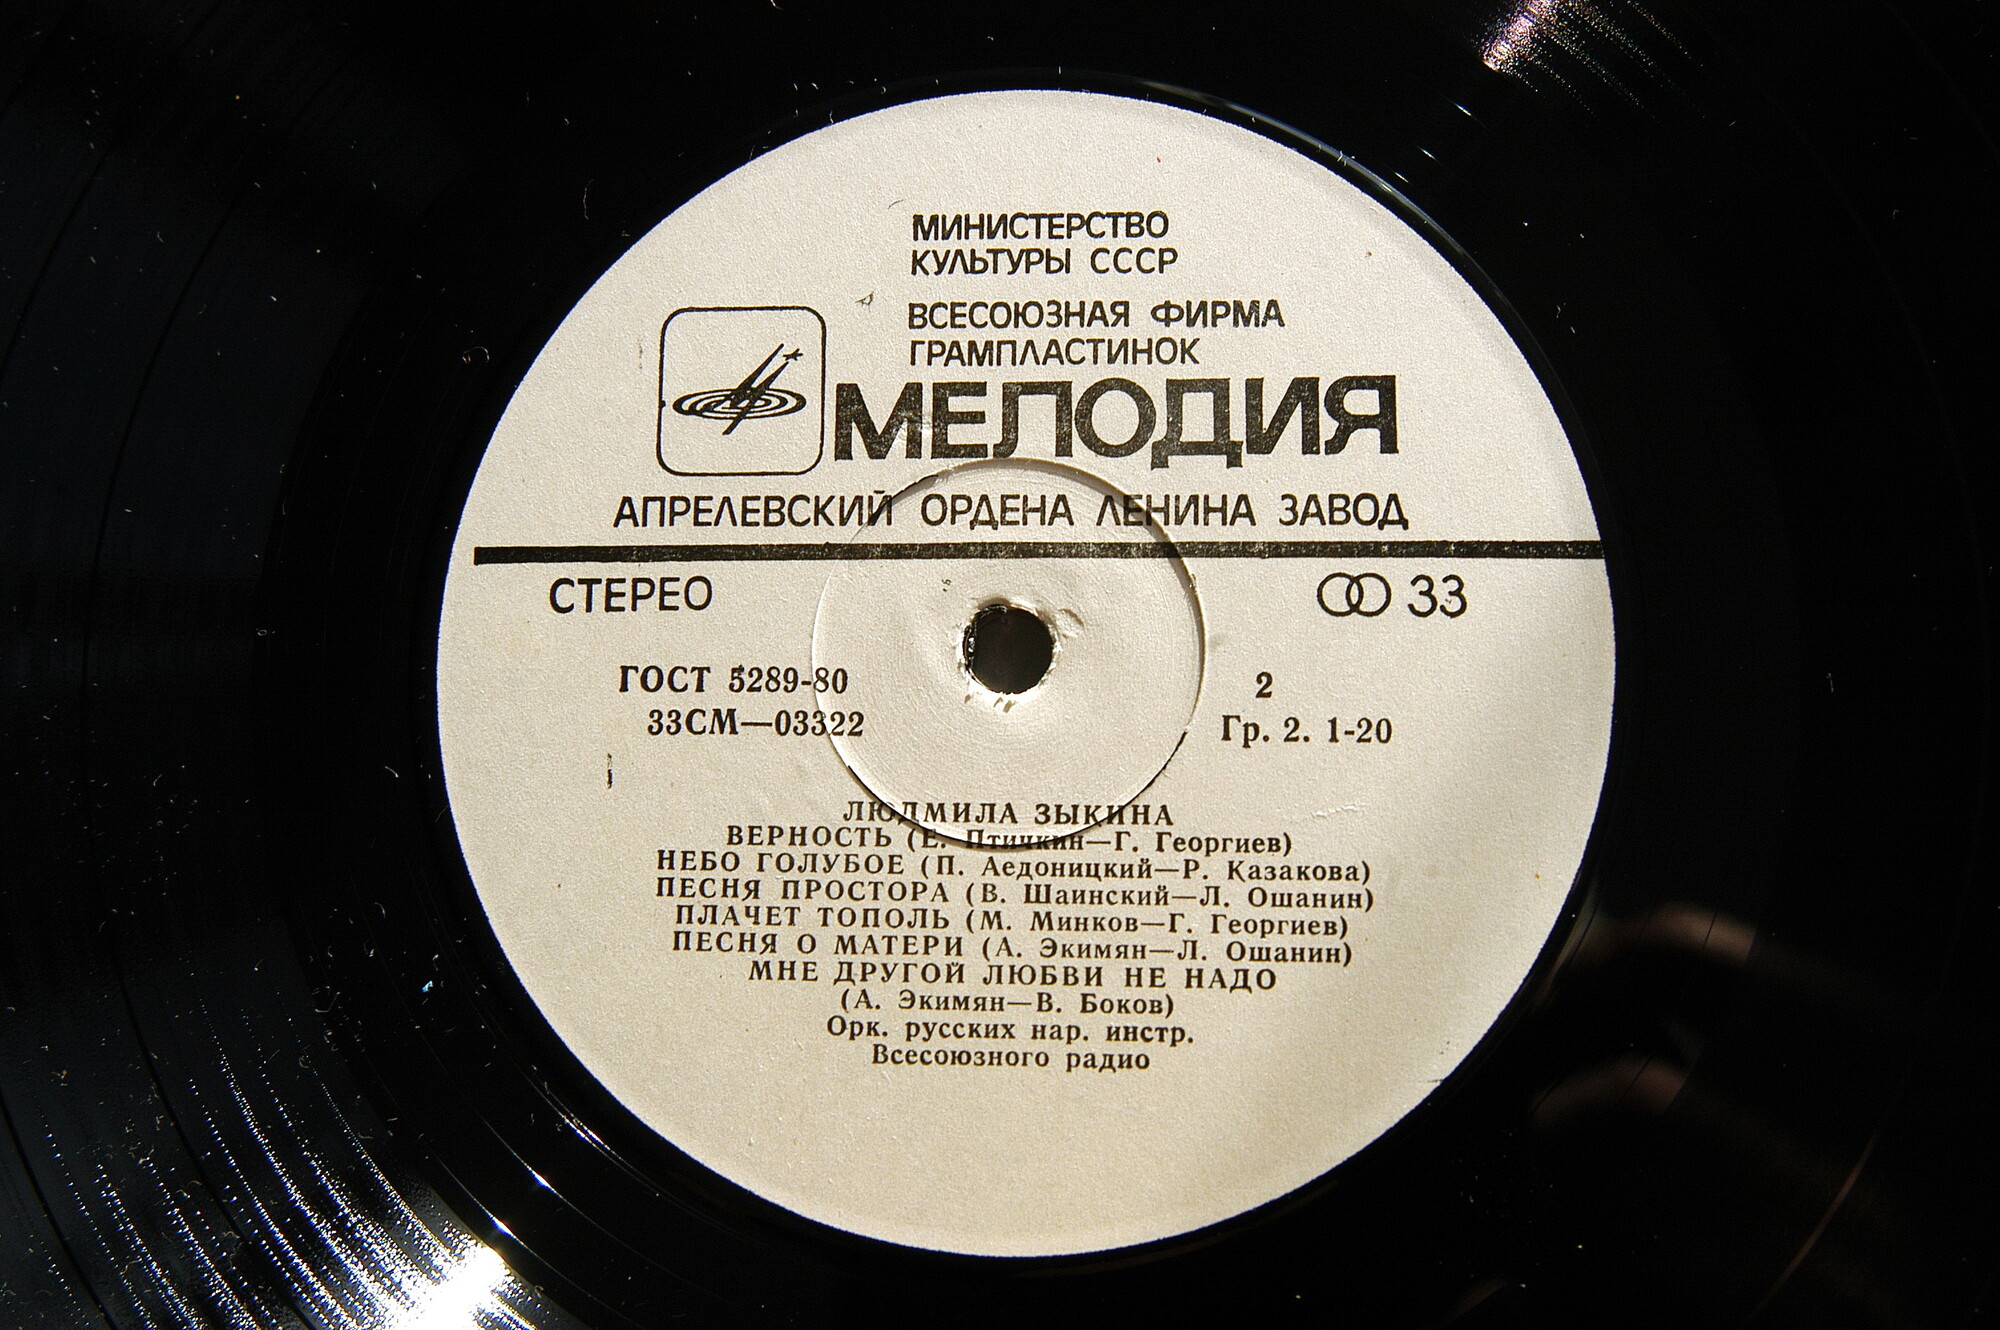 МИНИСТЕРСТВО
КУЛЬТУРЫ СССР
ВСЕСОЮЗНАЯ ФИРМА
ГРАМПЛАСТИНОК
МЕЛОДИЯ
АПРЕЛЕВСКИЙ ОРДЕНА ЛЕНИНА ЗАВОД
СТЕРЕО 33
ГОСТ 5289-80 2
33СМ—03322 Гр. 2. 1-20
ЛЮДМИЛА ЗЫКИНА
ВЕРНОСТЬ (Е. Птичкин—Г. Георгиев)
НЕБО ГОЛУБОЕ (П. Аедоницкий—Р. Казакова)
ПЕСНЯ ПРОСТОРА (В. Шаинский—Л. Ошанин)
ПЛАЧЕТ ТОПОЛЬ (М. Минков—Г. Георгиев)
ПЕСНЯ О МАТЕРИ (А. Экимян—Л. Ошанин)
МНЕ ДРУГОЙ ЛЮБВИ НЕ НАДО
(А. Экимян—В. Боков)
Орк. русских нар. инстр.
Всесоюзного радио